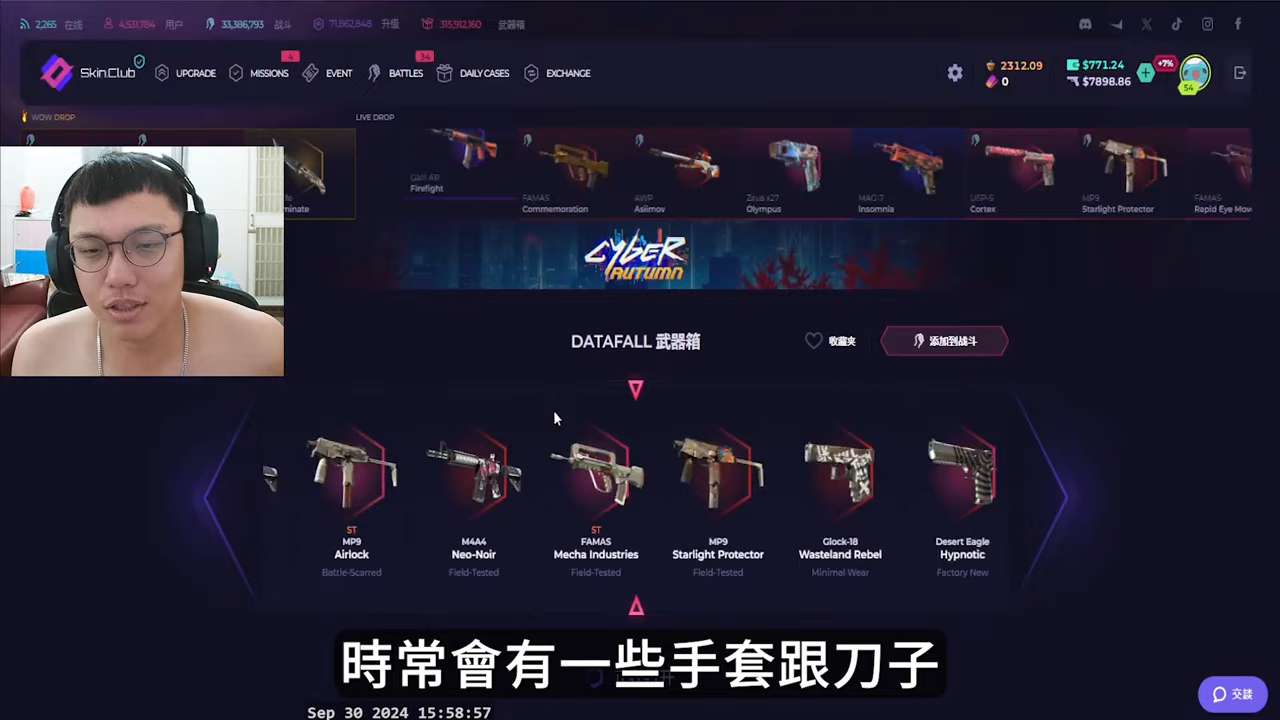 2,265 在线 4,531,784 用户 33,386,793 战斗 71,562,848 升级 315,912,160 武器箱
4 34
Skin.Club UPGRADE MISSIONS EVENT BATTLES DAILY CASES EXCHANGE
2312.09 $771.24 +7%
0 $7898.86 54
WOW DROP LIVE DROP
Galil AR
Firefight
FAMAS AWP Zeus x27 MAG-7 USP-S MP9 FAMAS
Commemoration Asiimov Olympus Insomnia Cortex Starlight Protector Rapid Eye Mov
minate
CYBER
AUTUMN
DATAFALL 武器箱 收藏夹 添加到战斗
ST ST
MP9 M4A4 FAMAS MP9 Glock-18 Desert Eagle
Airlock Neo-Noir Mecha Industries Starlight Protector Wasteland Rebel Hypnotic
Battle-Scarred Field-Tested Field-Tested Field-Tested Minimal Wear Factory New
時常會有一些手套跟刀子
交談
Sep 30 2024 15:58:57